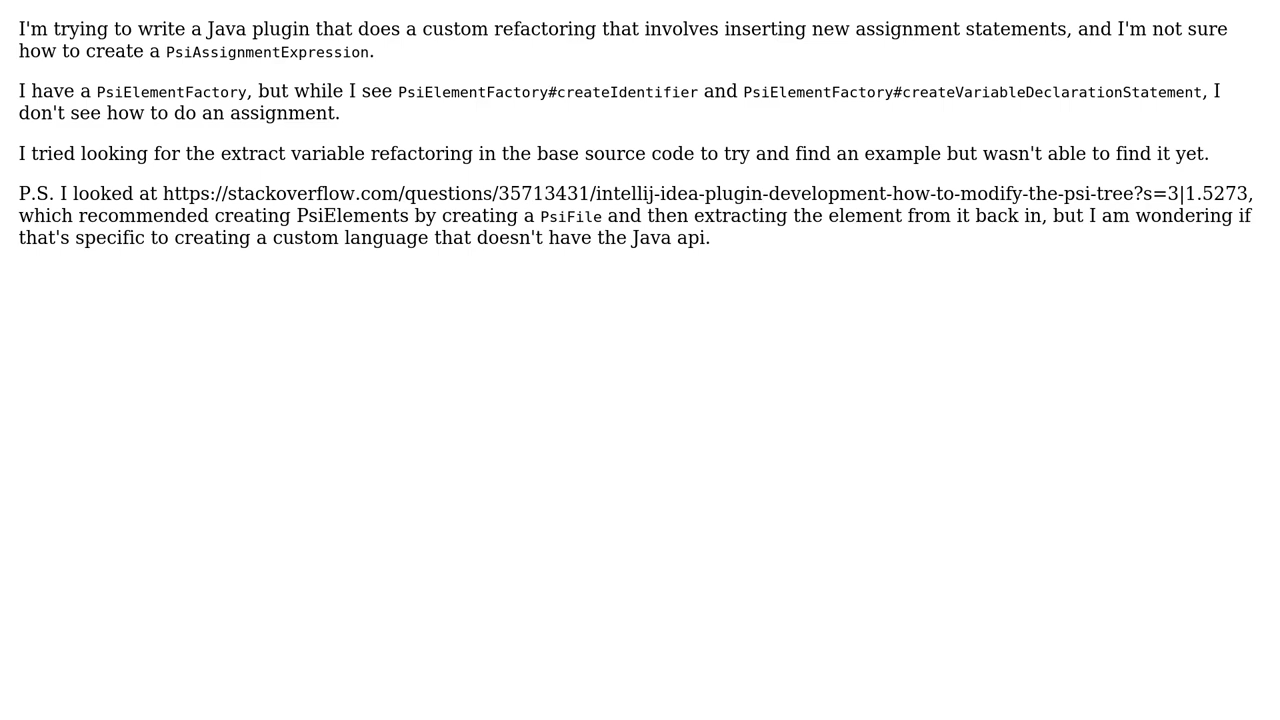 I'm trying to write a Java plugin that does a custom refactoring that involves inserting new assignment statements, and I'm not sure
how to create a PsiAssignmentExpression.
I have a PsiElementFactory, but while I see PsiElementFactory#createIdentifier and PsiElementFactory#createVariableDeclarationStatement, I
don't see how to do an assignment.
I tried looking for the extract variable refactoring in the base source code to try and find an example but wasn't able to find it yet.
P.S. I looked at https://stackoverflow.com/questions/35713431/intellij-idea-plugin-development-how-to-modify-the-psi-tree?s=3|1.5273,
which recommended creating PsiElements by creating a PsiFile and then extracting the element from it back in, but I am wondering if
that's specific to creating a custom language that doesn't have the Java api.